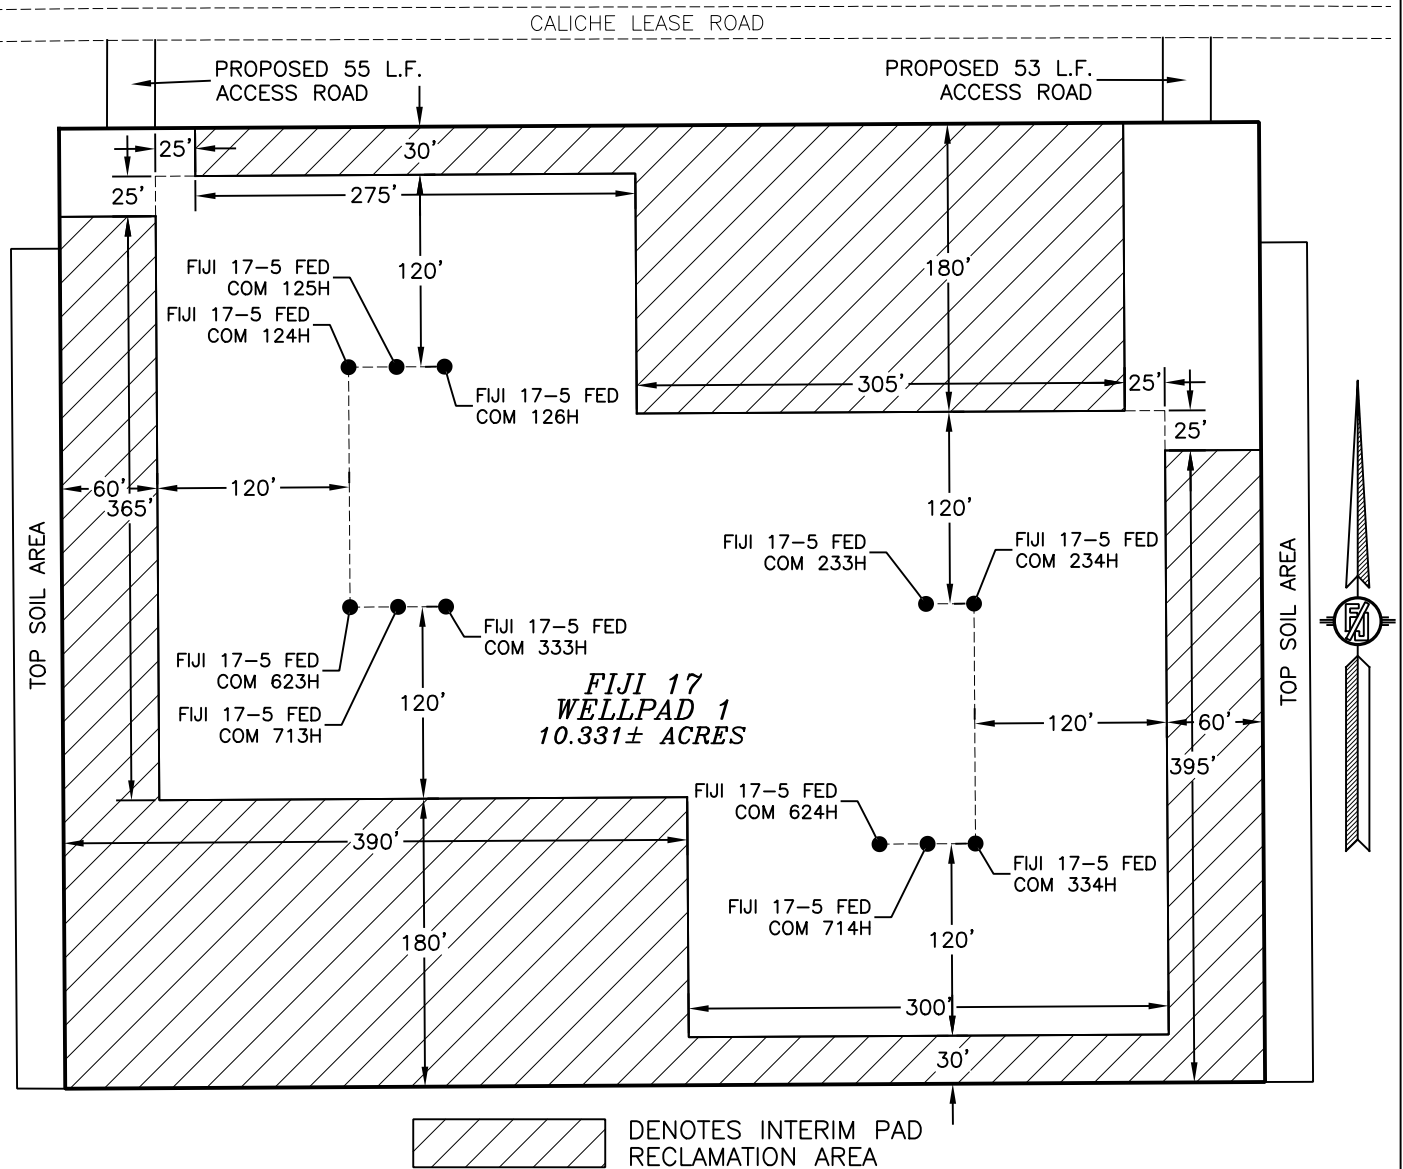 CALICHE LEASE ROAD
PROPOSED 55 L.F.
ACCESS ROAD
PROPOSED 53 L.F.
ACCESS ROAD
25'
30'
25'
275'
120'
180'
FIJI 17-5 FED
COM 125H
FIJI 17-5 FED
COM 124H
FIJI 17-5 FED
COM 126H
305'
25'
25'
60'
365'
120'
120'
FIJI 17-5 FED
COM 233H
FIJI 17-5 FED
COM 234H
TOP SOIL AREA
TOP SOIL AREA
FIJI 17-5 FED
COM 333H
FIJI 17-5 FED
COM 623H
FIJI 17-5 FED
COM 713H
120'
FIJI 17
WELLPAD 1
10.331± ACRES
120'
60'
395'
FIJI 17-5 FED
COM 624H
390'
FIJI 17-5 FED
COM 334H
FIJI 17-5 FED
COM 714H
180'
120'
300'
30'
DENOTES INTERIM PAD
RECLAMATION AREA